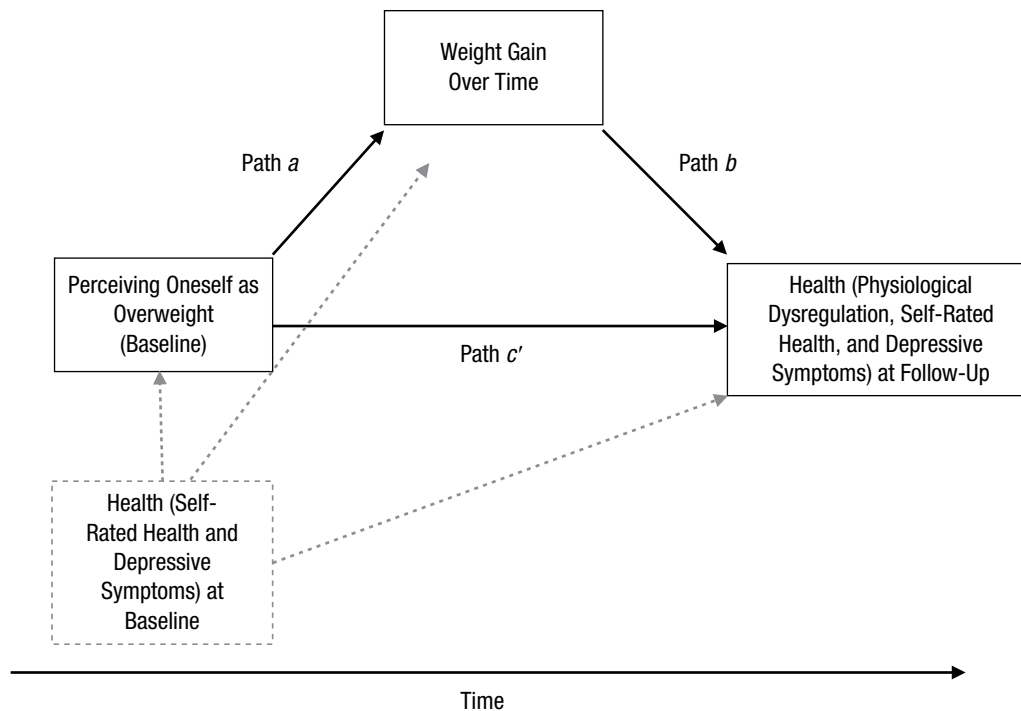 Weight Gain
Over Time
Path a
Path b
Perceiving Oneself as
Overweight
(Baseline)
Path c′
Health (Physiological
Dysregulation, Self-Rated
Health, and Depressive
Symptoms) at Follow-Up
Health (Self-
Rated Health and
Depressive
Symptoms) at
Baseline
Time